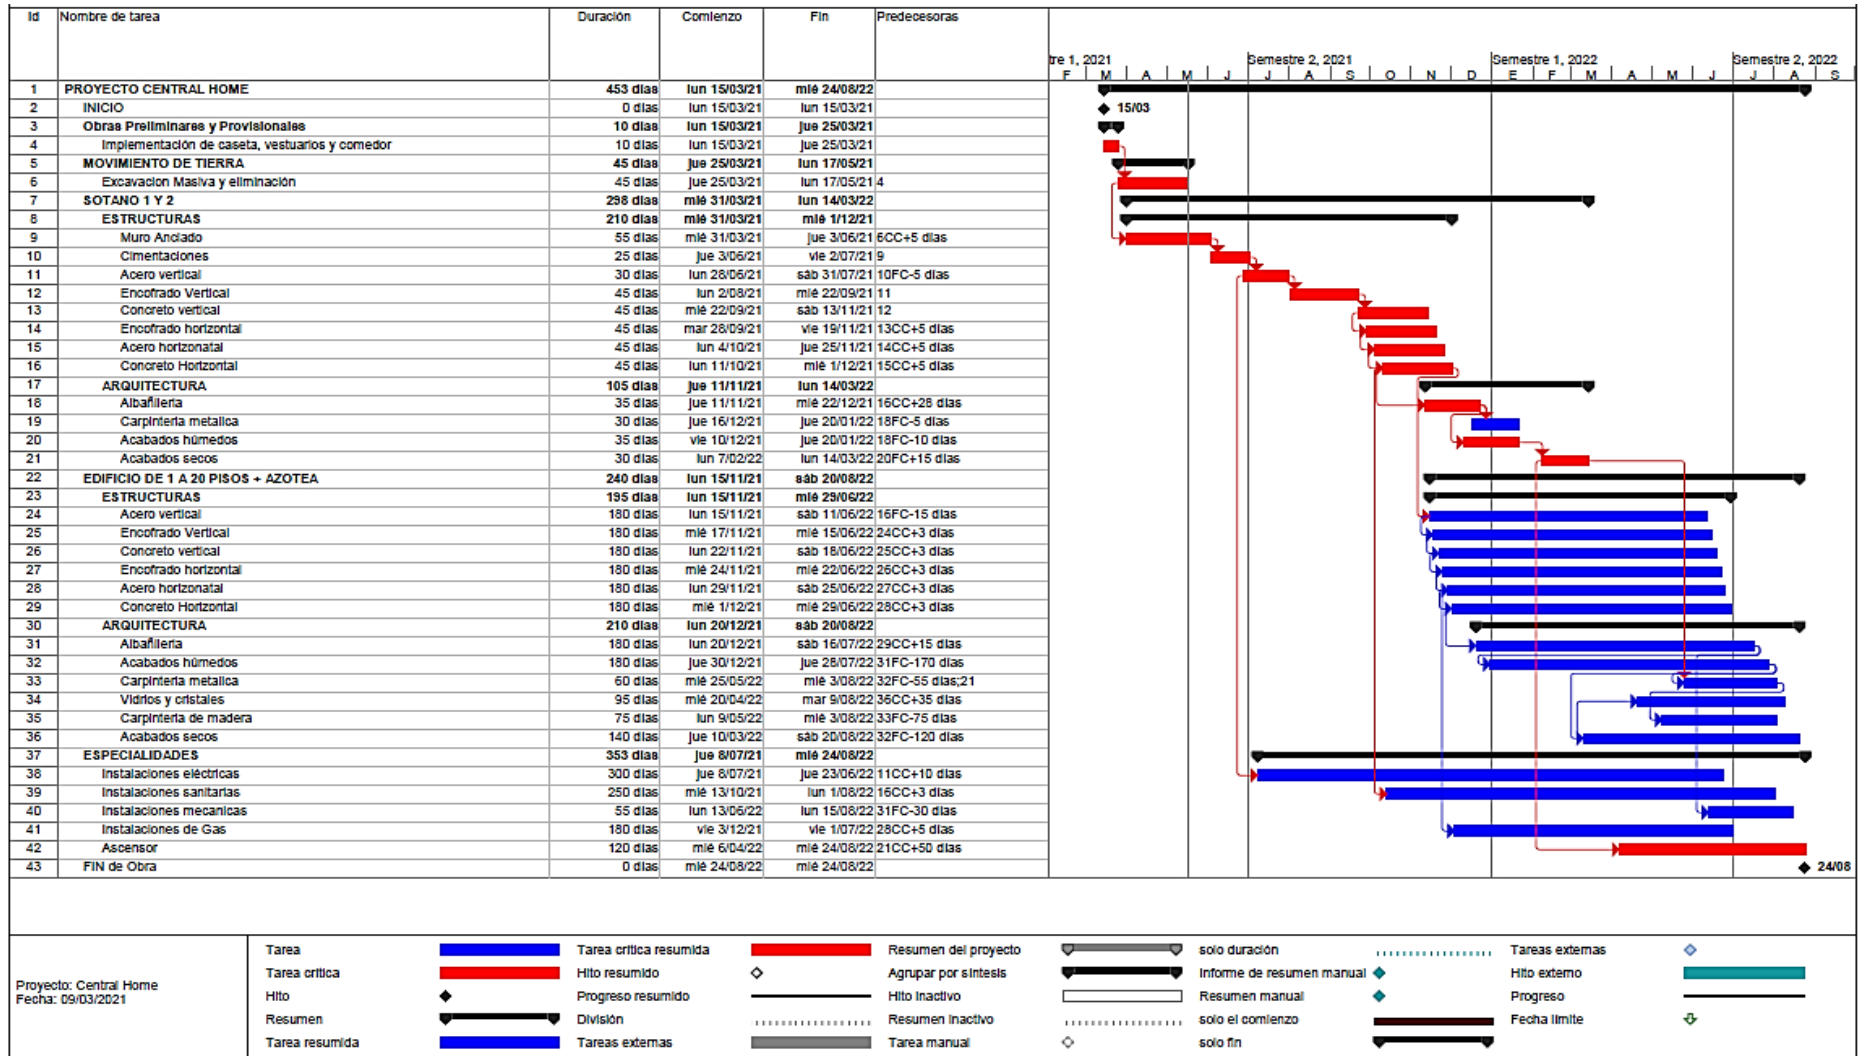 Id Nombre de tarea Duración Comienzo Fin Predecesoras
tre 1, 2021 Semestre 2, 2021 Semestre 1, 2022 Semestre 2, 2022
F M A M J J A S O N D E F M A M J J A S
1 PROYECTO CENTRAL HOME 453 días lun 15/03/21 mié 24/08/22
2 INICIO 0 días lun 15/03/21 lun 15/03/21 15/03
3 Obras Preliminares y Provisionales 10 días lun 15/03/21 jue 25/03/21
4 Implementación de caseta, vestuarios y comedor 10 días lun 15/03/21 jue 25/03/21
5 MOVIMIENTO DE TIERRA 45 días jue 25/03/21 lun 17/05/21
6 Excavacion Masiva y eliminación 45 días jue 25/03/21 lun 17/05/21 4
7 SOTANO 1 Y 2 298 días mié 31/03/21 lun 14/03/22
8 ESTRUCTURAS 210 días mié 31/03/21 mié 1/12/21
9 Muro Anclado 55 días mié 31/03/21 jue 3/06/21 6CC+5 días
10 Cimentaciones 25 días jue 3/06/21 vie 2/07/21 9
11 Acero vertical 30 días lun 28/06/21 sáb 31/07/21 10FC-5 días
12 Encofrado Vertical 45 días lun 2/08/21 mié 22/09/21 11
13 Concreto vertical 45 días mié 22/09/21 sáb 13/11/21 12
14 Encofrado horizontal 45 días mar 28/09/21 vie 19/11/21 13CC+5 días
15 Acero horizonatal 45 días lun 4/10/21 jue 25/11/21 14CC+5 días
16 Concreto Horizontal 45 días lun 11/10/21 mié 1/12/21 15CC+5 días
17 ARQUITECTURA 105 días jue 11/11/21 lun 14/03/22
18 Albañilería 35 días jue 11/11/21 mié 22/12/21 16CC+28 días
19 Carpintería metalica 30 días jue 16/12/21 jue 20/01/22 18FC-5 días
20 Acabados húmedos 35 días vie 10/12/21 jue 20/01/22 18FC-10 días
21 Acabados secos 30 días lun 7/02/22 lun 14/03/22 20FC+15 días
22 EDIFICIO DE 1 A 20 PISOS + AZOTEA 240 días lun 15/11/21 sáb 20/08/22
23 ESTRUCTURAS 195 días lun 15/11/21 mié 29/06/22
24 Acero vertical 180 días lun 15/11/21 sáb 11/06/22 16FC-15 días
25 Encofrado Vertical 180 días mié 17/11/21 mié 15/06/22 24CC+3 días
26 Concreto vertical 180 días lun 22/11/21 sáb 18/06/22 25CC+3 días
27 Encofrado horizontal 180 días mié 24/11/21 mié 22/06/22 26CC+3 días
28 Acero horizonatal 180 días lun 29/11/21 sáb 25/06/22 27CC+3 días
29 Concreto Horizontal 180 días mié 1/12/21 mié 29/06/22 28CC+3 días
30 ARQUITECTURA 210 días lun 20/12/21 sáb 20/08/22
31 Albañilería 180 días lun 20/12/21 sáb 16/07/22 29CC+15 días
32 Acabados húmedos 180 días jue 30/12/21 jue 28/07/22 31FC-170 días
33 Carpintería metalica 60 días mié 25/05/22 mié 3/08/22 32FC-55 días;21
34 Vidrios y cristales 95 días mié 20/04/22 mar 9/08/22 36CC+35 días
35 Carpintería de madera 75 días lun 9/05/22 mié 3/08/22 33FC-75 días
36 Acabados secos 140 días jue 10/03/22 sáb 20/08/22 32FC-120 días
37 ESPECIALIDADES 353 días jue 8/07/21 mié 24/08/22
38 Instalaciones eléctricas 300 días jue 8/07/21 jue 23/06/22 11CC+10 días
39 Instalaciones sanitarias 250 días mié 13/10/21 lun 1/08/22 16CC+3 días
40 Instalaciones mecanicas 55 días lun 13/06/22 lun 15/08/22 31FC-30 días
41 Instalaciones de Gas 180 días vie 3/12/21 vie 1/07/22 28CC+5 días
42 Ascensor 120 días mié 6/04/22 mié 24/08/22 21CC+50 días
43 FIN de Obra 0 días mié 24/08/22 mié 24/08/22 24/08
Proyecto: Central Home
Fecha: 09/03/2021
Tarea Tarea crítica resumida Resumen del proyecto solo duración Tareas externas
Tarea crítica Hito resumido Agrupar por síntesis Informe de resumen manual Hito externo
Hito Progreso resumido Hito inactivo Resumen manual Progreso
Resumen División Resumen inactivo solo el comienzo Fecha límite
Tarea resumida Tareas externas Tarea manual solo fin